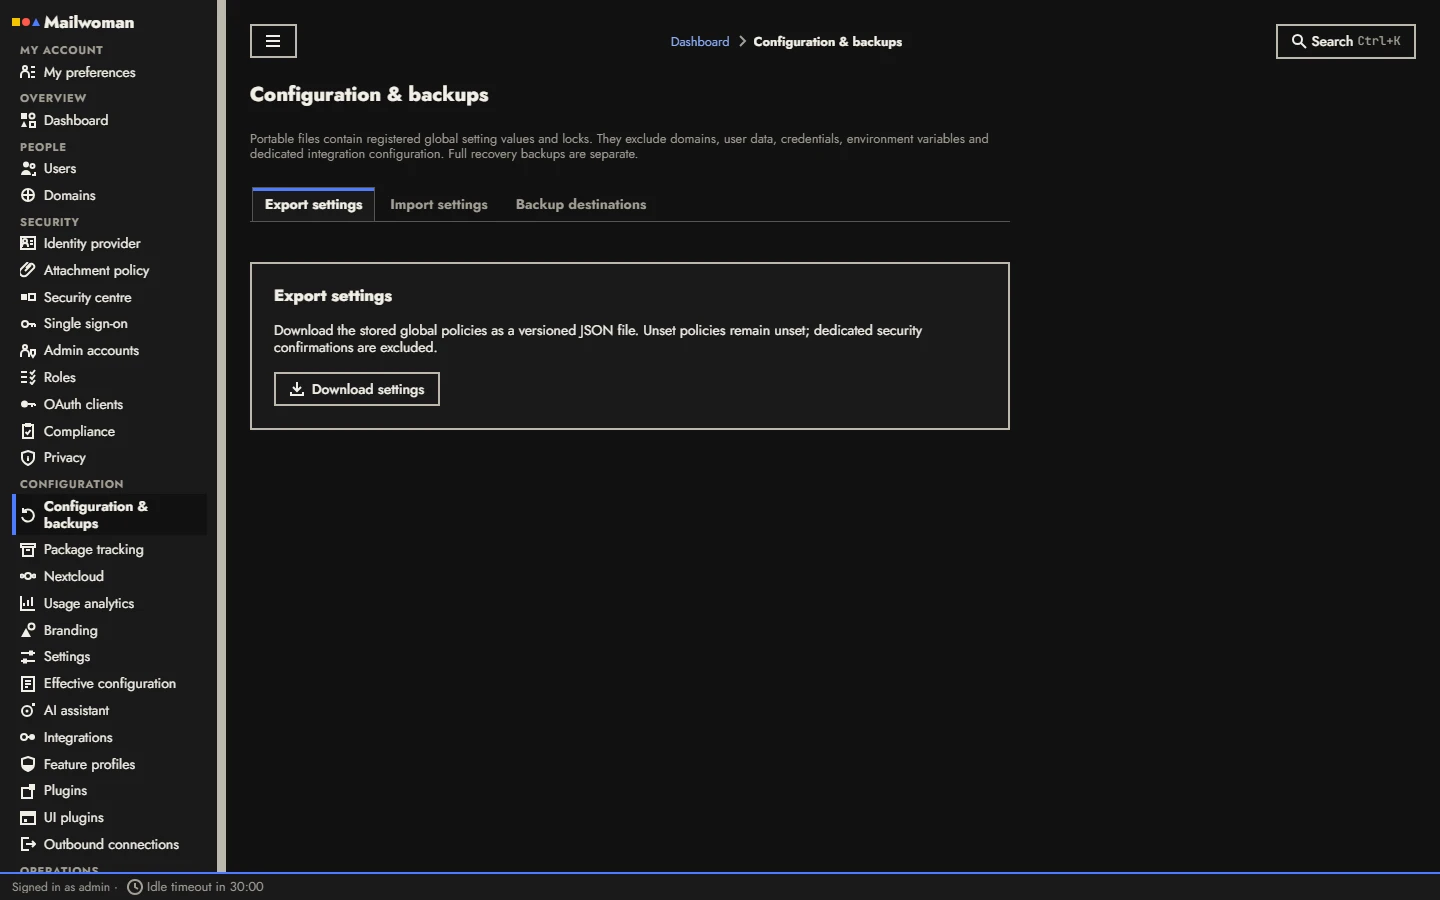 Mailwoman
MY ACCOUNT
My preferences
OVERVIEW
Dashboard
PEOPLE
Users
Domains
SECURITY
Identity provider
Attachment policy
Security centre
Single sign-on
Admin accounts
Roles
OAuth clients
Compliance
Privacy
CONFIGURATION
Configuration &
backups
Package tracking
Nextcloud
Usage analytics
Branding
Settings
Effective configuration
AI assistant
Integrations
Feature profiles
Plugins
UI plugins
Outbound connections
OPERATIONS
Dashboard > Configuration & backups
Search Ctrl+K
Configuration & backups
Portable files contain registered global setting values and locks. They exclude domains, user data, credentials, environment variables and
dedicated integration configuration. Full recovery backups are separate.
Export settings Import settings Backup destinations
Export settings
Download the stored global policies as a versioned JSON file. Unset policies remain unset; dedicated security
confirmations are excluded.
Download settings
Signed in as admin · Idle timeout in 30:00